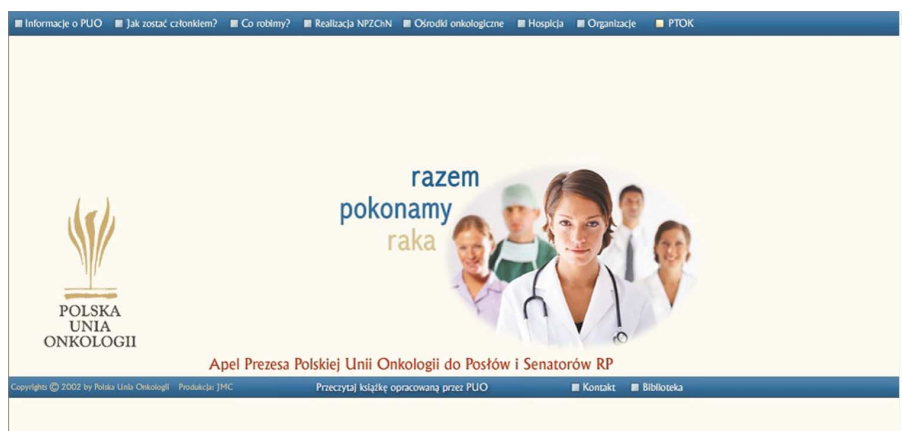 Informacje o PUO Jak zostać członkiem? Co robimy? Realizacja NPZChN Ośrodki onkologiczne Hospicja Organizacje PTOK
razem
pokonamy
raka
POLSKA
UNIA
ONKOLOGII
Apel Prezesa Polskiej Unii Onkologii do Posłów i Senatorów RP
Copyrights © 2002 by Polska Unia Onkologii Produkcja: JMC Przeczytaj książkę opracowaną przez PUO Kontakt Biblioteka